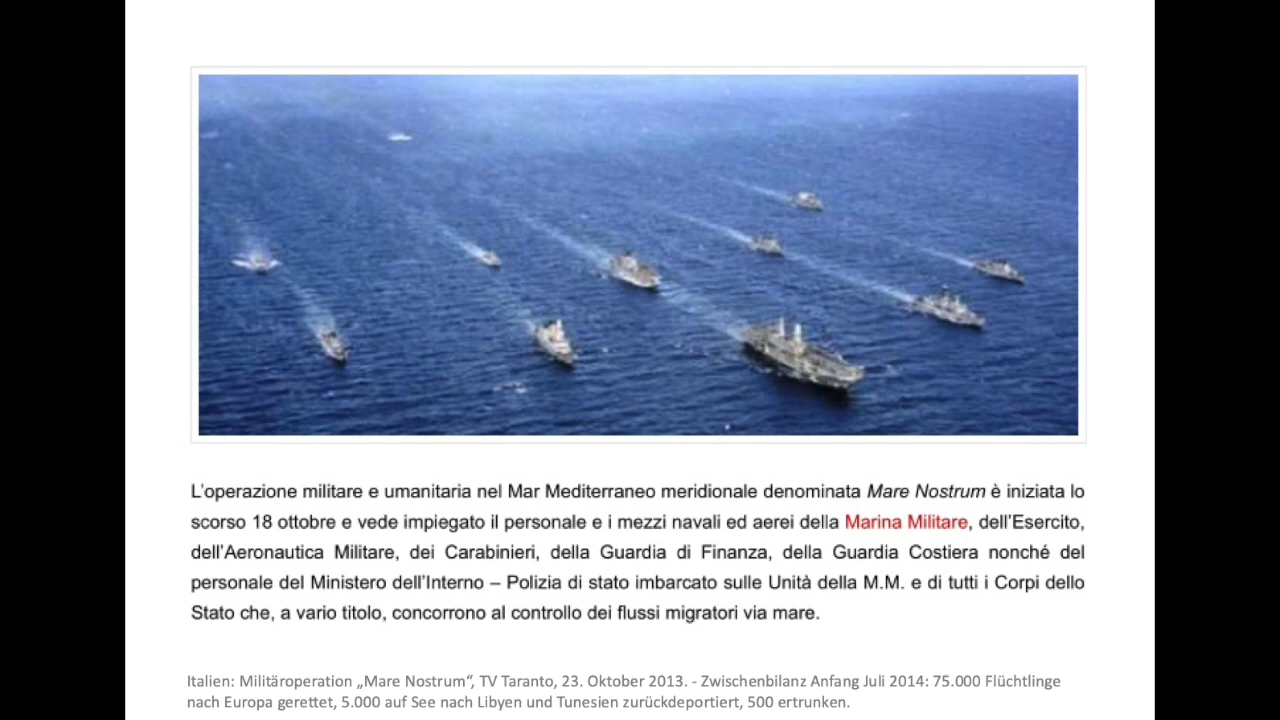 L'operazione militare e umanitaria nel Mar Mediterraneo meridionale denominata Mare Nostrum è iniziata lo
scorso 18 ottobre e vede impiegato il personale e i mezzi navali ed aerei della Marina Militare, dell'Esercito,
dell'Aeronautica Militare, dei Carabinieri, della Guardia di Finanza, della Guardia Costiera nonché del
personale del Ministero dell'Interno – Polizia di stato imbarcato sulle Unità della M.M. e di tutti i Corpi dello
Stato che, a vario titolo, concorrono al controllo dei flussi migratori via mare.
Italien: Militäroperation „Mare Nostrum“, TV Taranto, 23. Oktober 2013. - Zwischenbilanz Anfang Juli 2014: 75.000 Flüchtlinge
nach Europa gerettet, 5.000 auf See nach Libyen und Tunesien zurückdeportiert, 500 ertrunken.